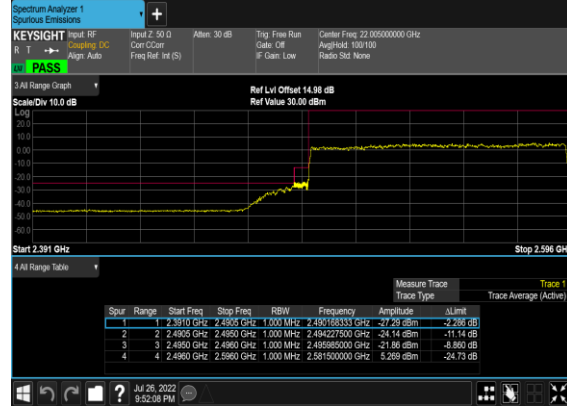 Spectrum Analyzer 1
Spurious Emissions
+
KEYSIGHT
R T
Input: RF
Coupling: DC
Align: Auto
Input Z: 50 Ω
Corr CCorr
Freq Ref: Int (S)
Atten: 30 dB
Trig: Free Run
Gate: Off
IF Gain: Low
Center Freq: 22.005000000 GHz
Avg|Hold: 100/100
Radio Std: None
PASS
3 All Range Graph
Scale/Div 10.0 dB
Ref Lvl Offset 14.98 dB
Ref Value 30.00 dBm
Log
20.0
10.0
0.00
-10.0
-20.0
-30.0
-40.0
-50.0
-60.0
Start 2.391 GHz
Stop 2.596 GH
4 All Range Table
Measure Trace Trace 1
Trace Type Trace Average (Active)
Spur Range Start Freq Stop Freq RBW Frequency Amplitude ΔLimit
1 1 2.3910 GHz 2.4905 GHz 1.000 MHz 2.490168333 GHz -27.29 dBm -2.286 dB
2 2 2.4905 GHz 2.4950 GHz 1.000 MHz 2.494227500 GHz -24.14 dBm -11.14 dB
3 3 2.4950 GHz 2.4960 GHz 1.000 MHz 2.495985000 GHz -21.86 dBm -8.860 dB
4 4 2.4960 GHz 2.5960 GHz 1.000 MHz 2.581500000 GHz 5.269 dBm -24.73 dB
?
Jul 26, 2022
9:52:08 PM